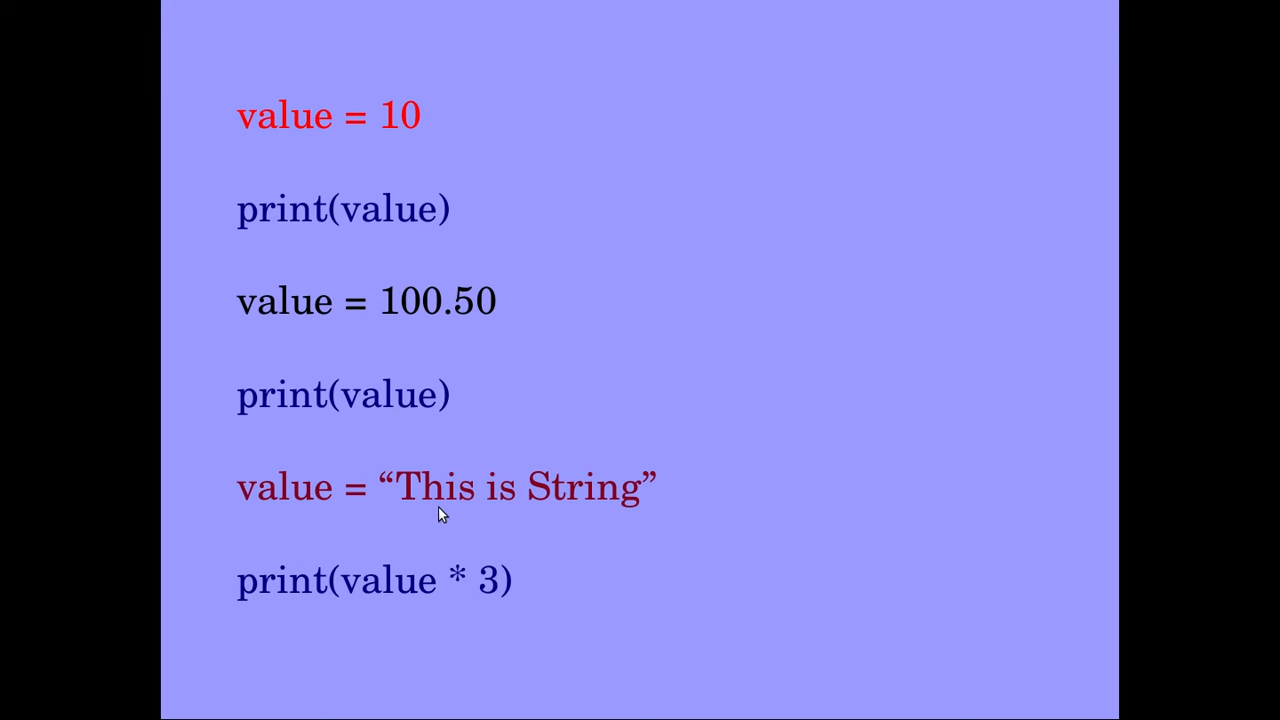 value = 10
print(value)
value = 100.50
print(value)
value = “This is String”
print(value * 3)